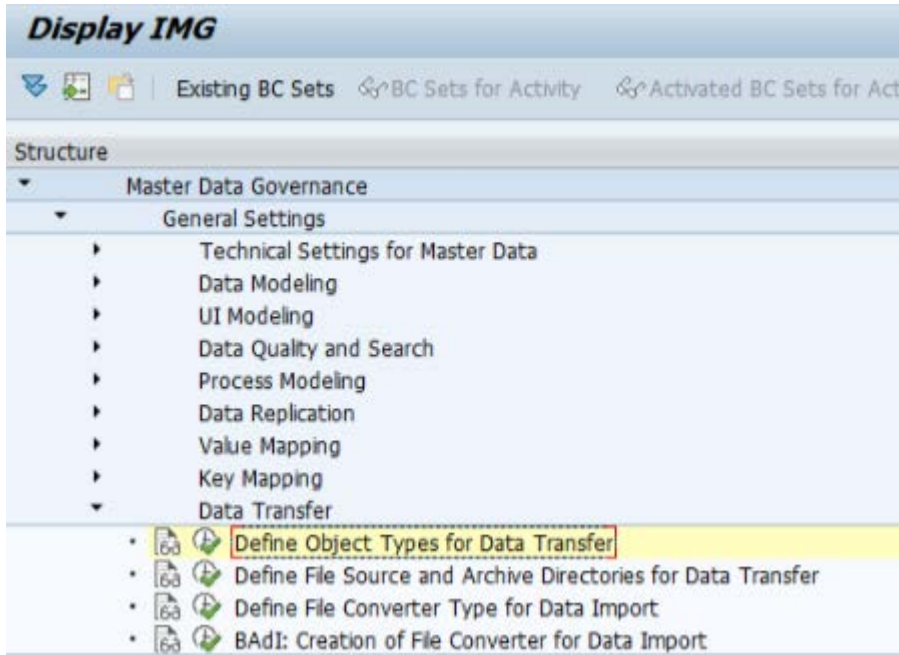 Display IMG
Existing BC Sets BC Sets for Activity Activated BC Sets for Act
Structure
Master Data Governance
General Settings
Technical Settings for Master Data
Data Modeling
UI Modeling
Data Quality and Search
Process Modeling
Data Replication
Value Mapping
Key Mapping
Data Transfer
Define Object Types for Data Transfer
Define File Source and Archive Directories for Data Transfer
Define File Converter Type for Data Import
BAdI: Creation of File Converter for Data Import